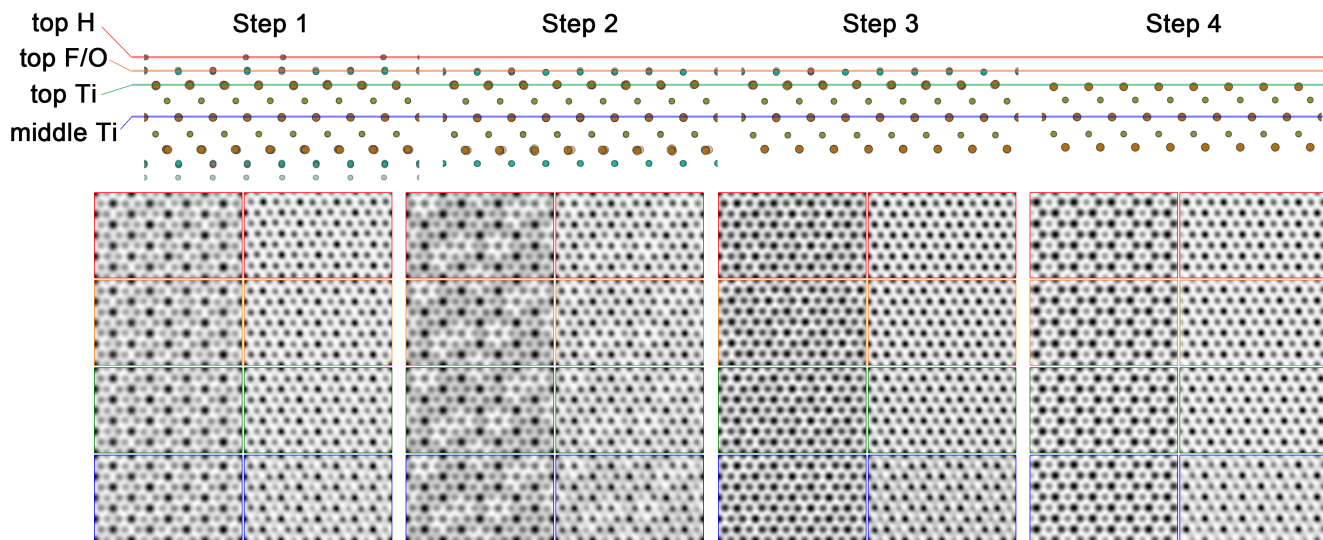 top H
Step 1
Step 2
Step 3
Step 4
top F/O
top Ti
middle Ti